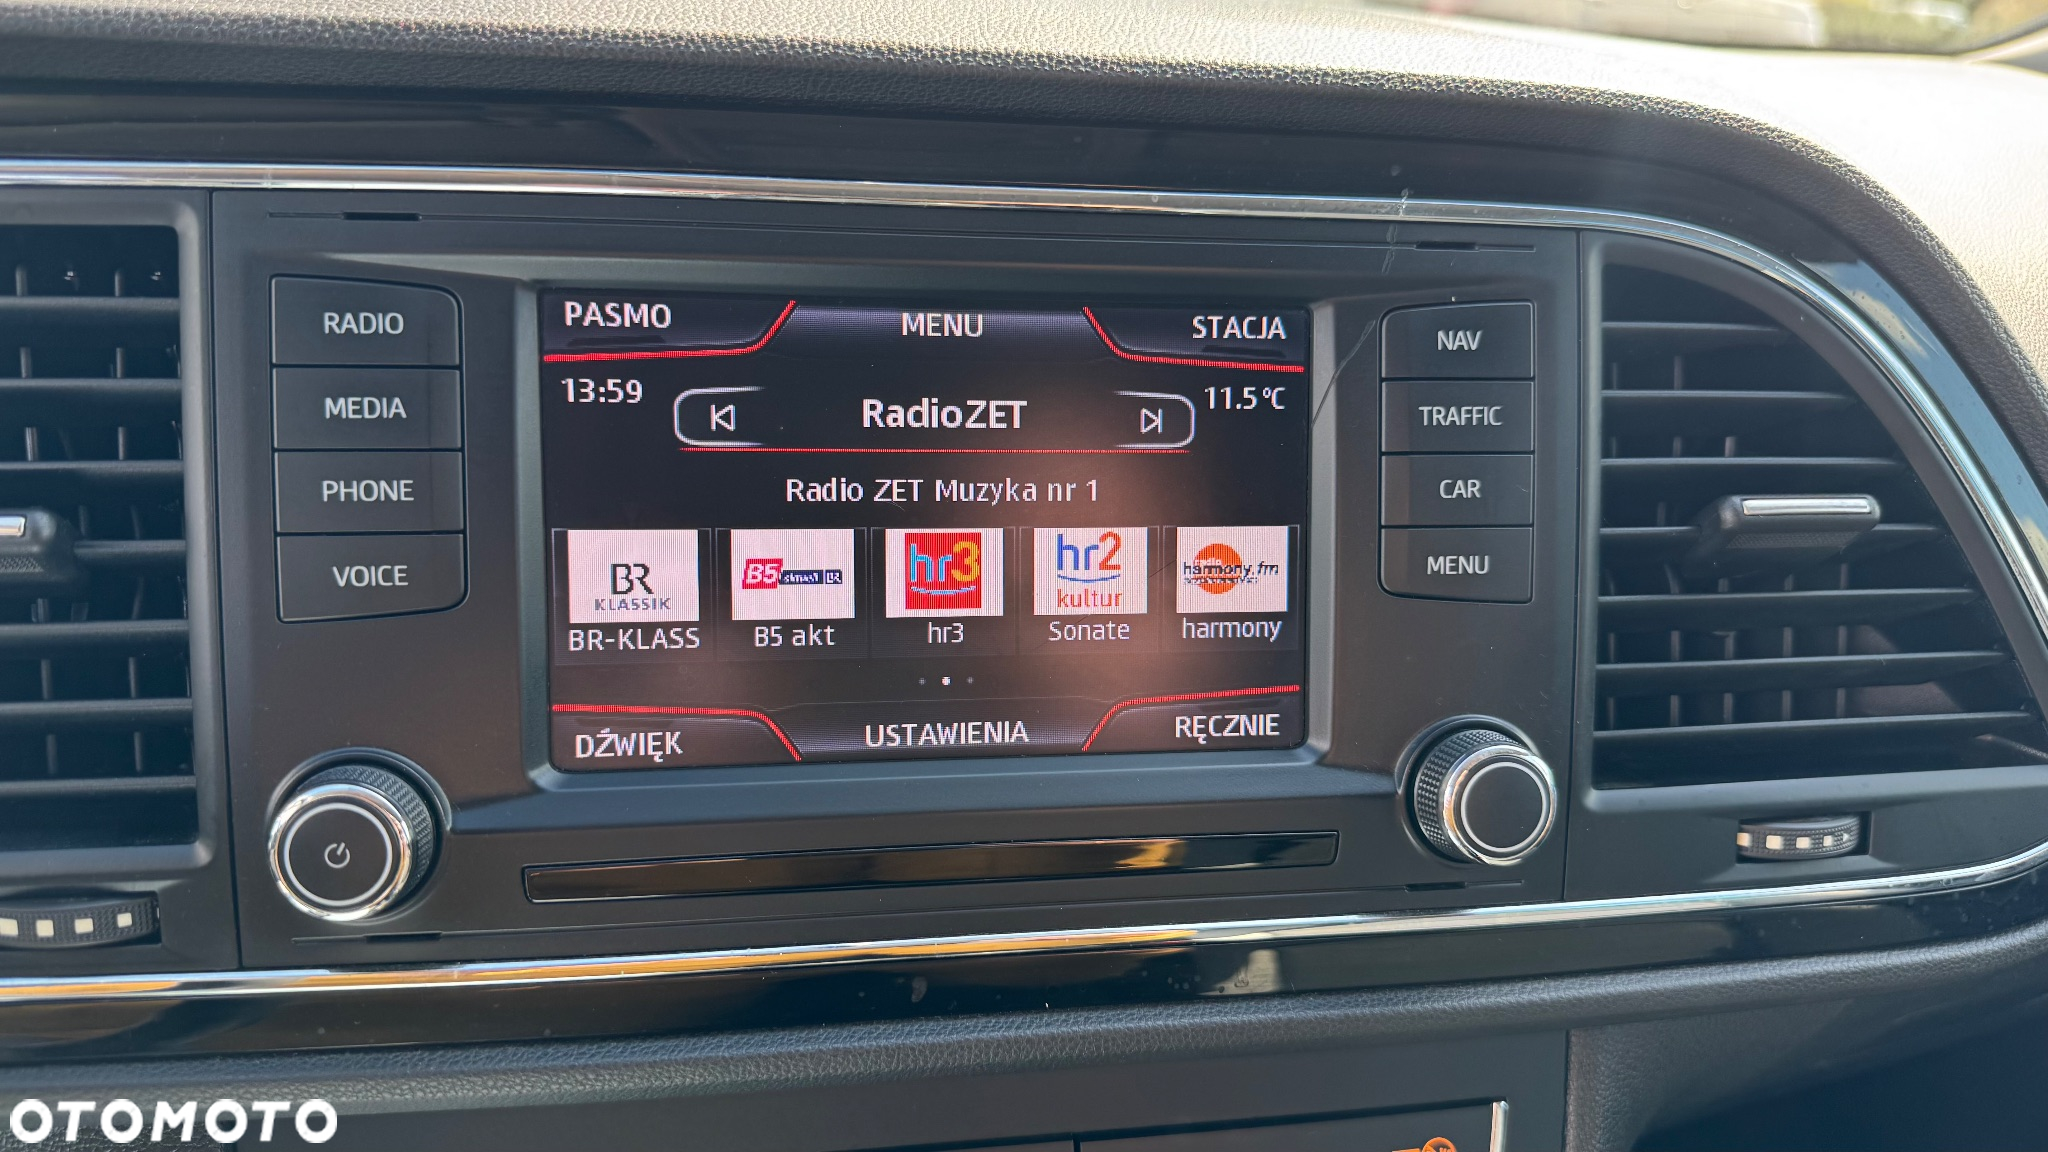 RADIO
MEDIA
PHONE
VOICE
PASMO
MENU
STACJA
13:59
RadioZET
11.5°C
Radio ZET Muzyka nr 1
BR
KLASSIK
BR-KLASS
B5
BR
B5 akt
hr3
hr3
hr2
kultur
Sonate
harmony.fm
harmony
DŹWIĘK
USTAWIENIA
RĘCZNIE
NAV
TRAFFIC
CAR
MENU
OTOMOTO